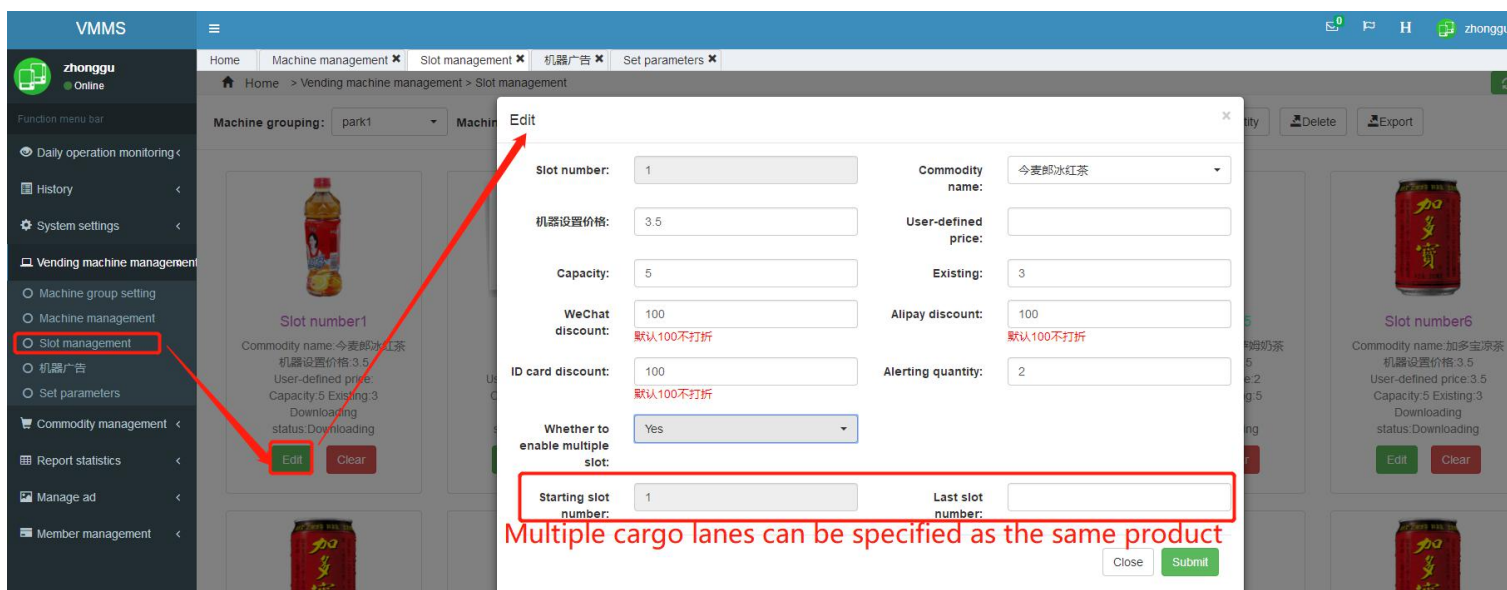 VMMS
0
H
zhonggu
zhonggu
Online
Home
Machine management ✖
Slot management ✖
机器广告 ✖
Set parameters ✖
Home > Vending machine management > Slot management
Function menu bar
Daily operation monitoring
History
System settings
Vending machine management
Machine group setting
Machine management
Slot management
机器广告
Set parameters
Commodity management
Report statistics
Manage ad
Member management
Machine grouping: park1
Machin
tity
Delete
Export
Edit
×
Slot number: 1
Commodity name: 今麦郎冰红茶
机器设置价格: 3.5
User-defined price:
Capacity: 5
Existing: 3
WeChat discount: 100
默认100不打折
Alipay discount: 100
默认100不打折
ID card discount: 100
默认100不打折
Alerting quantity: 2
Whether to enable multiple slot: Yes
Starting slot number: 1
Last slot number:
Multiple cargo lanes can be specified as the same product
Close
Submit
Slot number1
Commodity name:今麦郎冰红茶
机器设置价格:3.5
User-defined price:
Capacity:5 Existing:3
Downloading
status:Downloading
Edit
Clear
Slot number6
Commodity name:加多宝凉茶
机器设置价格:3.5
User-defined price:3.5
Capacity:5 Existing:3
Downloading
status:Downloading
Edit
Clear
加多宝
加多
加多